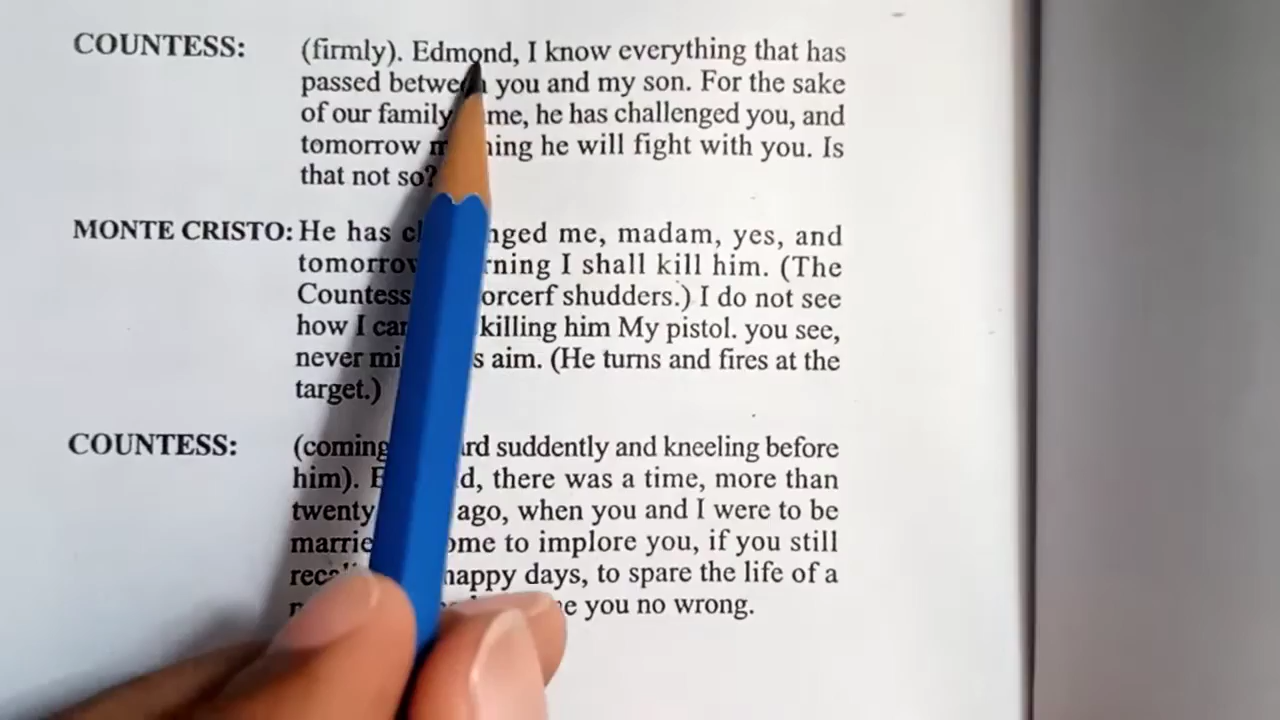 COUNTESS: (firmly). Edmond, I know everything that has
passed between you and my son. For the sake
of our family me, he has challenged you, and
tomorrow ing he will fight with you. Is
that not so?
MONTE CRISTO: He has nged me, madam, yes, and
tomorrow rning I shall kill him. (The
Countess orcerf shudders.) I do not see
how I can killing him My pistol. you see,
never s aim. (He turns and fires at the
target.)
COUNTESS: (coming rd suddently and kneeling before
him). d, there was a time, more than
twenty ago, when you and I were to be
marrie ome to implore you, if you still
happy days, to spare the life of a
you no wrong.